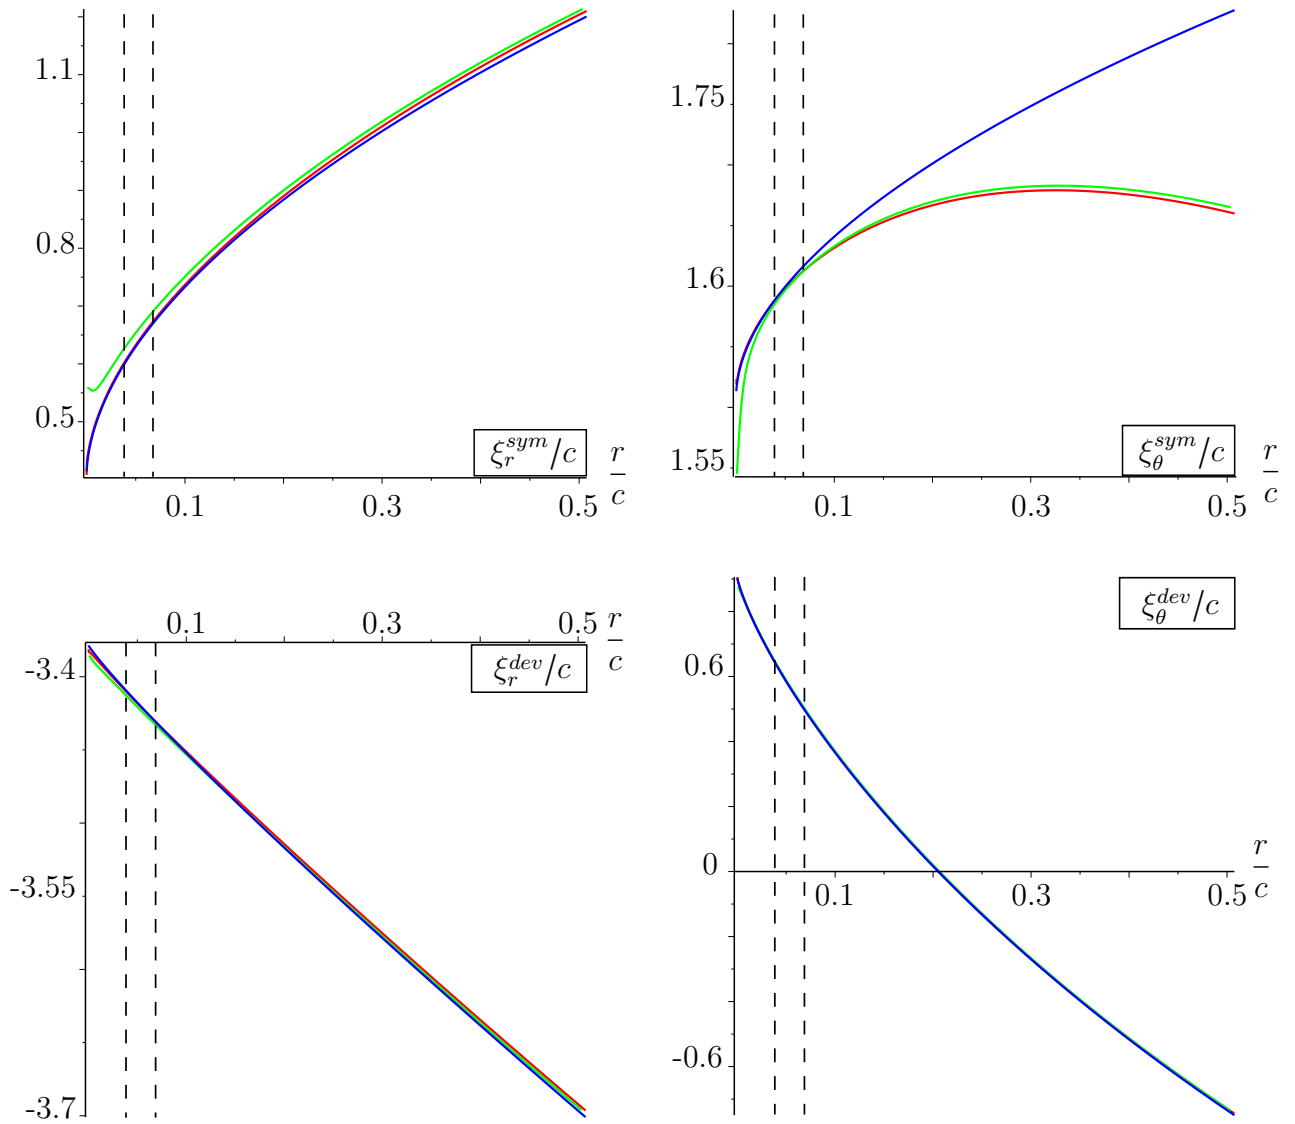 1.1
0.8
0.5
ξ_r^{sym}/c
r/c
0.1 0.3 0.5
1.75
1.6
1.55
ξ_θ^{sym}/c
r/c
0.1 0.3 0.5
0.1 0.3 0.5 r/c
ξ_r^{dev}/c
-3.4
-3.55
-3.7
ξ_θ^{dev}/c
0.6
0
r/c
0.1 0.3 0.5
-0.6